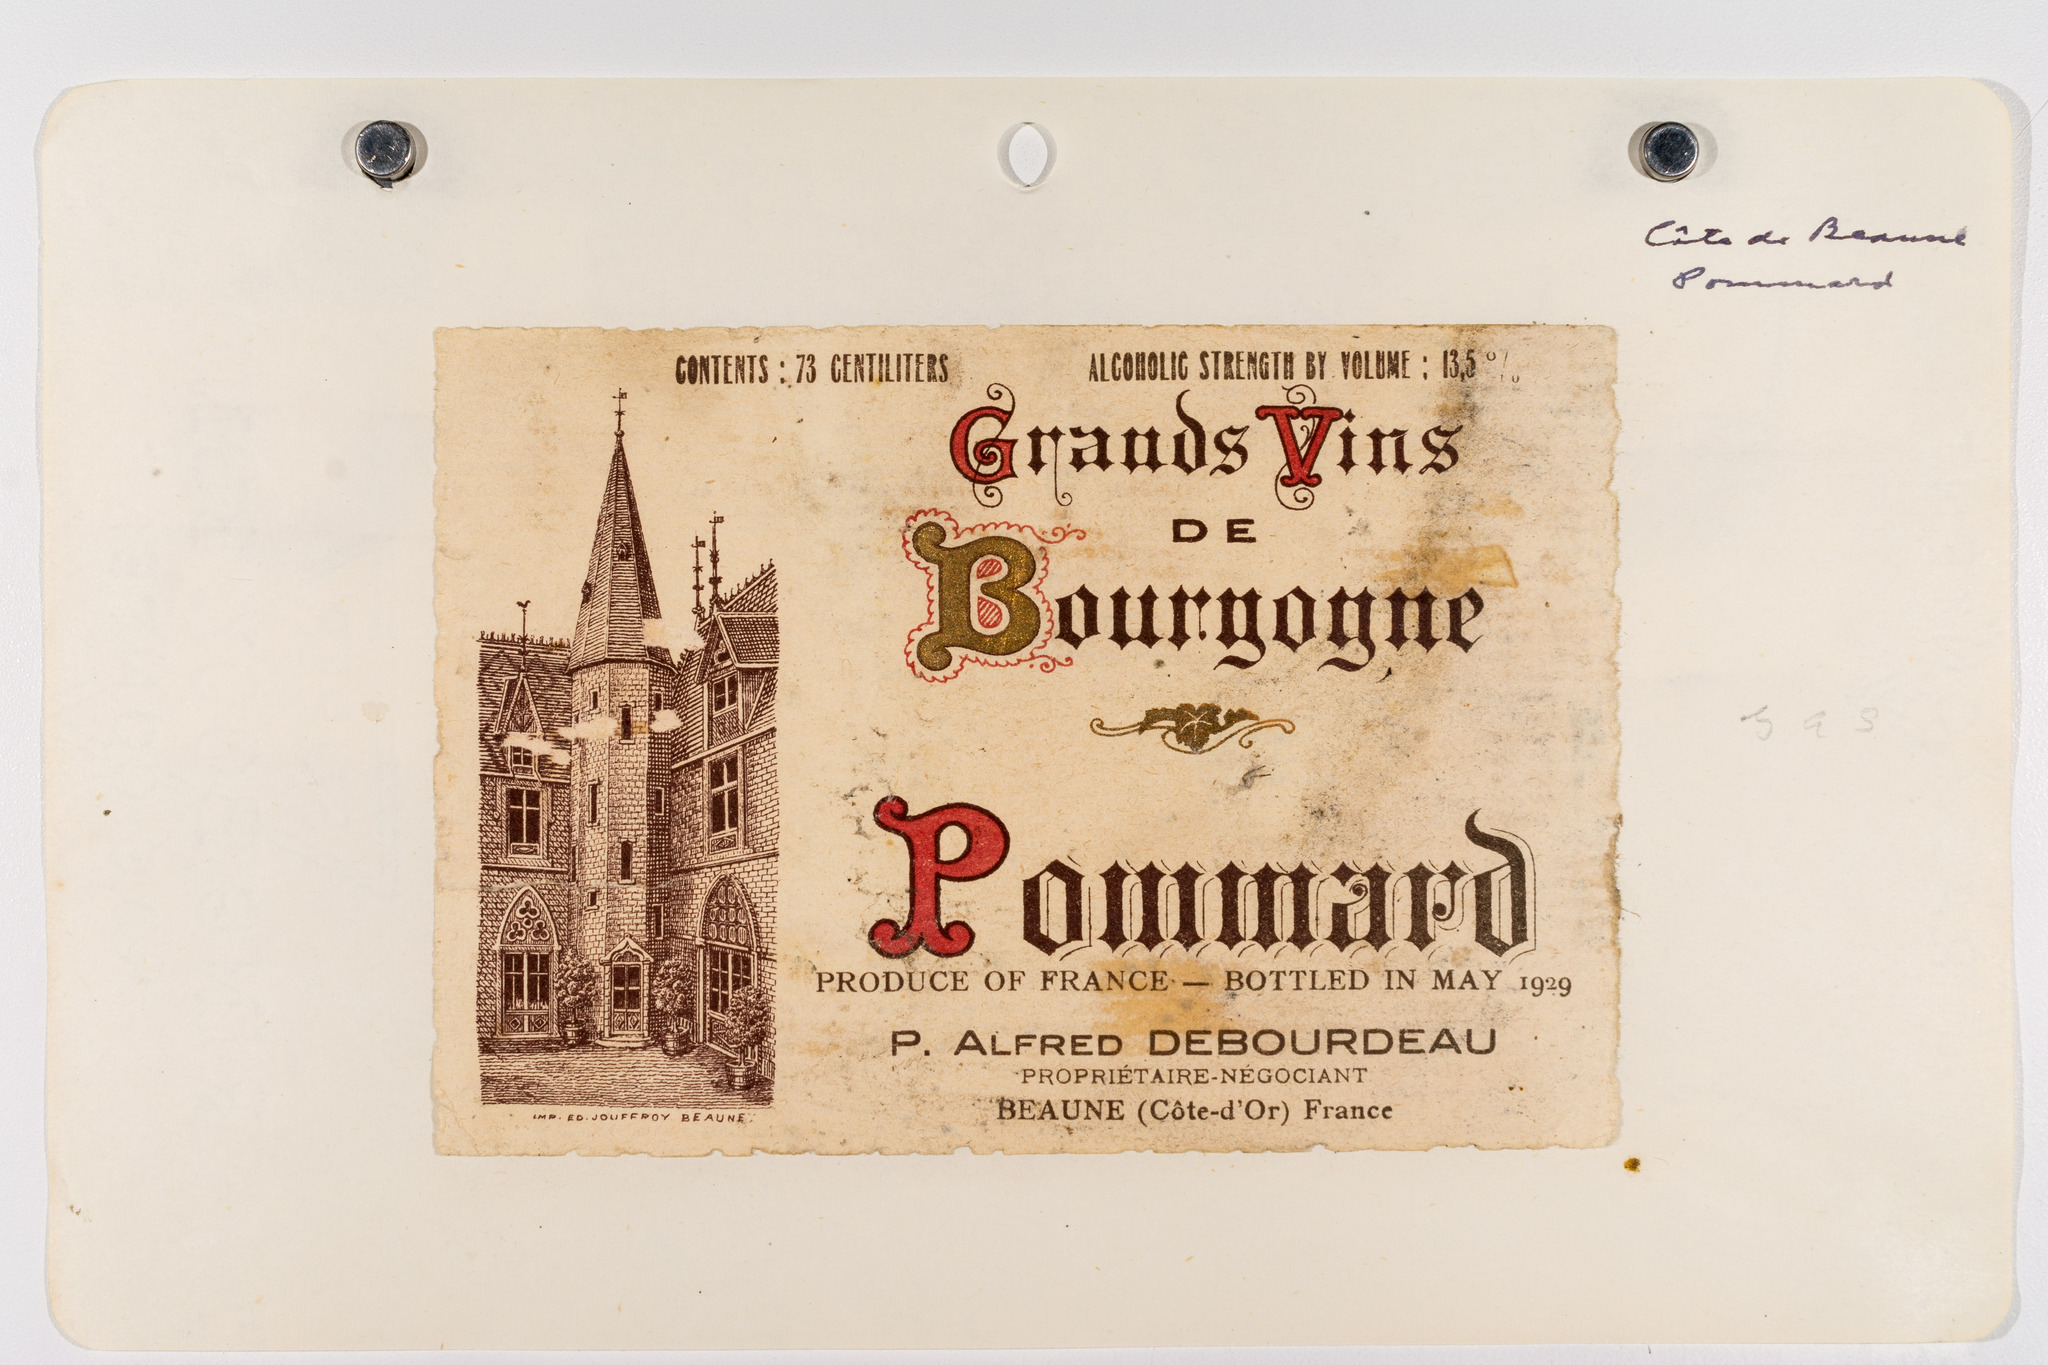 Côte de Beaune
Pommard
CONTENTS : 73 CENTILITERS
ALCOHOLIC STRENGTH BY VOLUME : 13,5 %
Grands Vins
DE
Bourgogne
Pommard
PRODUCE OF FRANCE — BOTTLED IN MAY 1929
P. ALFRED DEBOURDEAU
PROPRIÉTAIRE-NÉGOCIANT
BEAUNE (Côte-d'Or) France
IMP. ED. JOUFFROY BEAUNE.